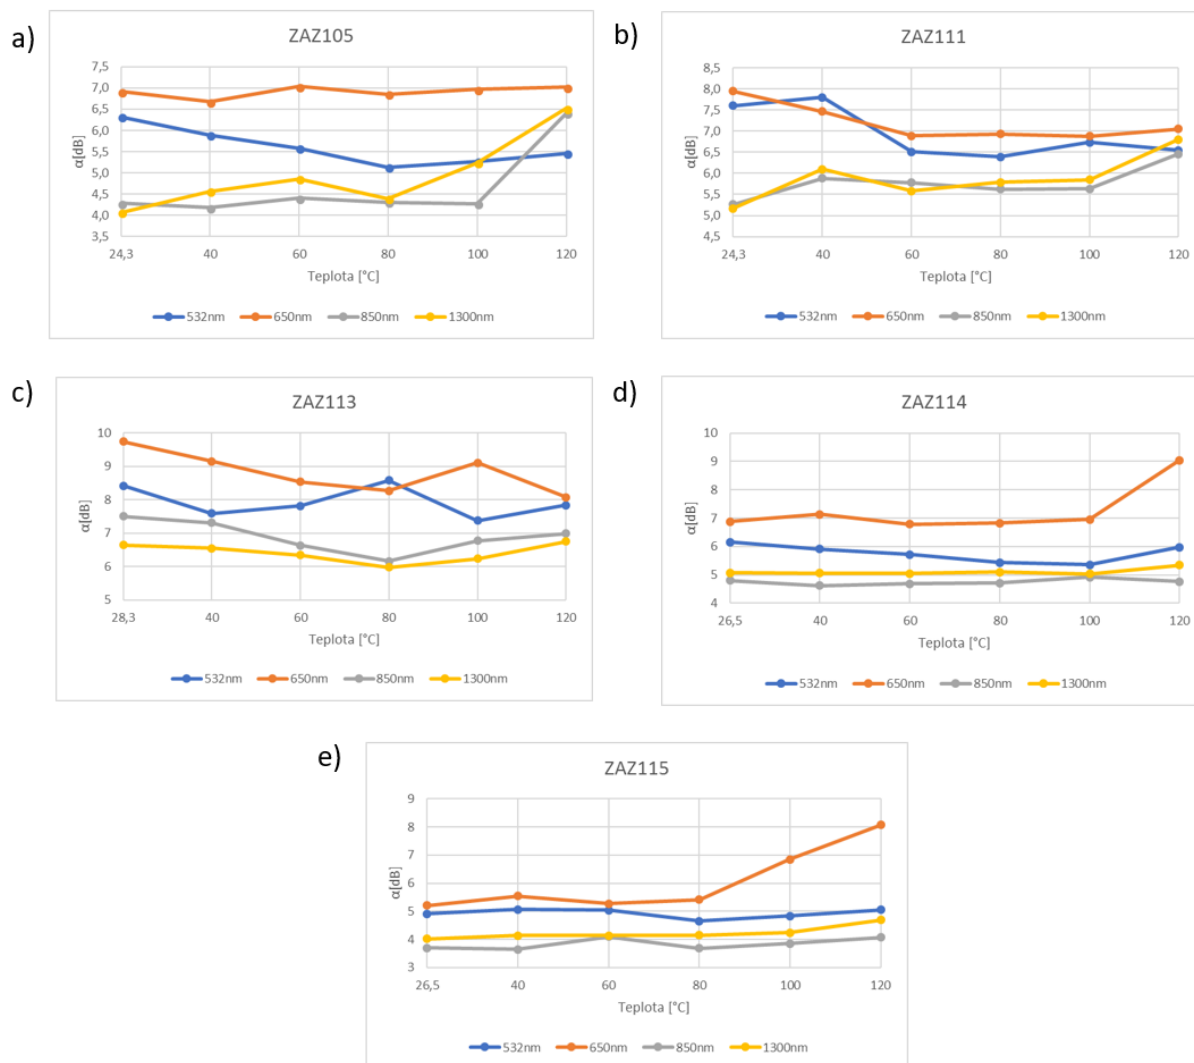 a)
ZAZ105
α[dB]
7,5
7,0
6,5
6,0
5,5
5,0
4,5
4,0
3,5
24,3 40 60 80 100 120
Teplota [°C]
532nm 650nm 850nm 1300nm
b)
ZAZ111
α[dB]
8,5
8,0
7,5
7,0
6,5
6,0
5,5
5,0
4,5
24,3 40 60 80 100 120
Teplota [°C]
532nm 650nm 850nm 1300nm
c)
ZAZ113
α[dB]
10
9
8
7
6
5
28,3 40 60 80 100 120
Teplota [°C]
532nm 650nm 850nm 1300nm
d)
ZAZ114
α[dB]
10
9
8
7
6
5
4
26,5 40 60 80 100 120
Teplota [°C]
532nm 650nm 850nm 1300nm
e)
ZAZ115
α[dB]
9
8
7
6
5
4
3
26,5 40 60 80 100 120
Teplota [°C]
532nm 650nm 850nm 1300nm